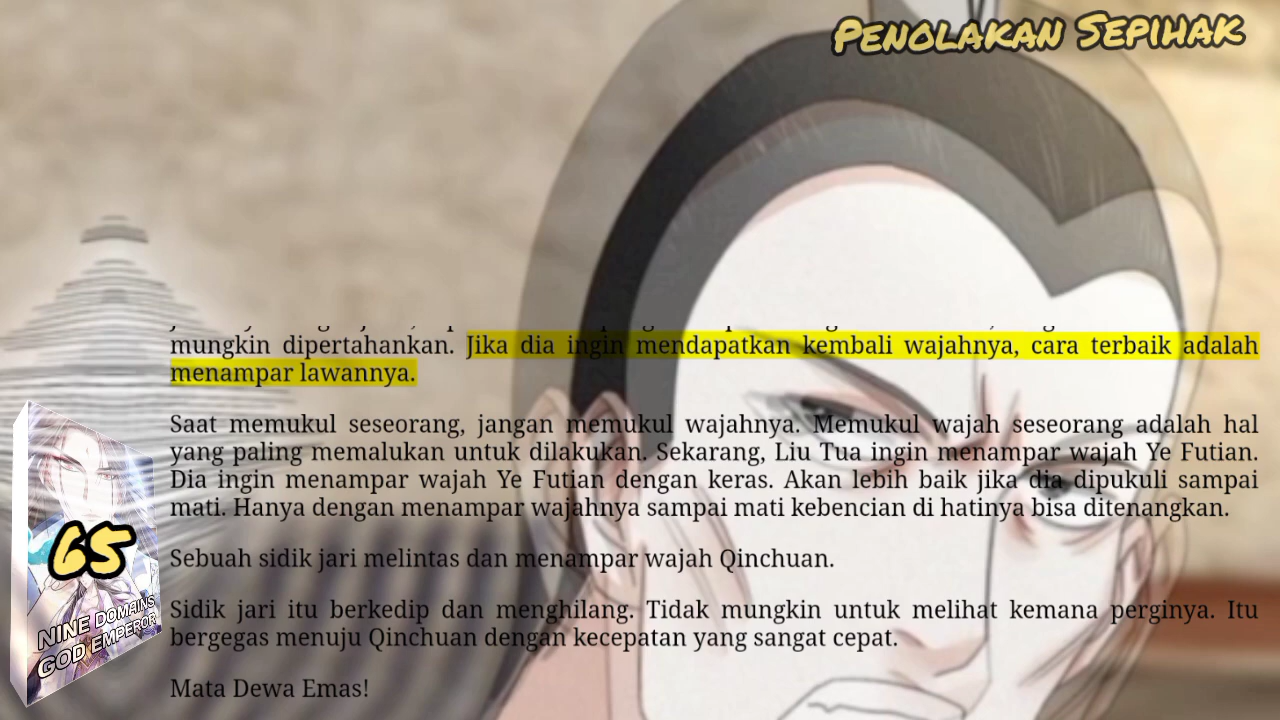 PENOLAKAN SEPIHAK
mungkin dipertahankan. Jika dia ingin mendapatkan kembali wajahnya, cara terbaik adalah
menampar lawannya.
Saat memukul seseorang, jangan memukul wajahnya. Memukul wajah seseorang adalah hal
yang paling memalukan untuk dilakukan. Sekarang, Liu Tua ingin menampar wajah Ye Futian.
Dia ingin menampar wajah Ye Futian dengan keras. Akan lebih baik jika dia dipukuli sampai
mati. Hanya dengan menampar wajahnya sampai mati kebencian di hatinya bisa ditenangkan.
Sebuah sidik jari melintas dan menampar wajah Qinchuan.
Sidik jari itu berkedip dan menghilang. Tidak mungkin untuk melihat kemana perginya. Itu
bergegas menuju Qinchuan dengan kecepatan yang sangat cepat.
Mata Dewa Emas!
65
NINE DOMAINS
GOD EMPEROR